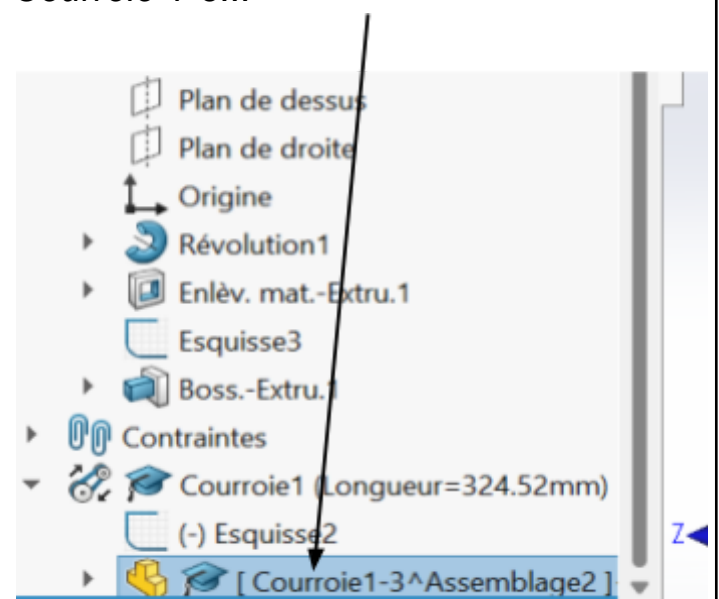 Plan de dessus
Plan de droite
Origine
Révolution1
Enlèv. mat.-Extru.1
Esquisse3
Boss.-Extru.1
Contraintes
Courroie1 (Longueur=324.52mm)
(-) Esquisse2
Z
[ Courroie1-3^Assemblage2 ]